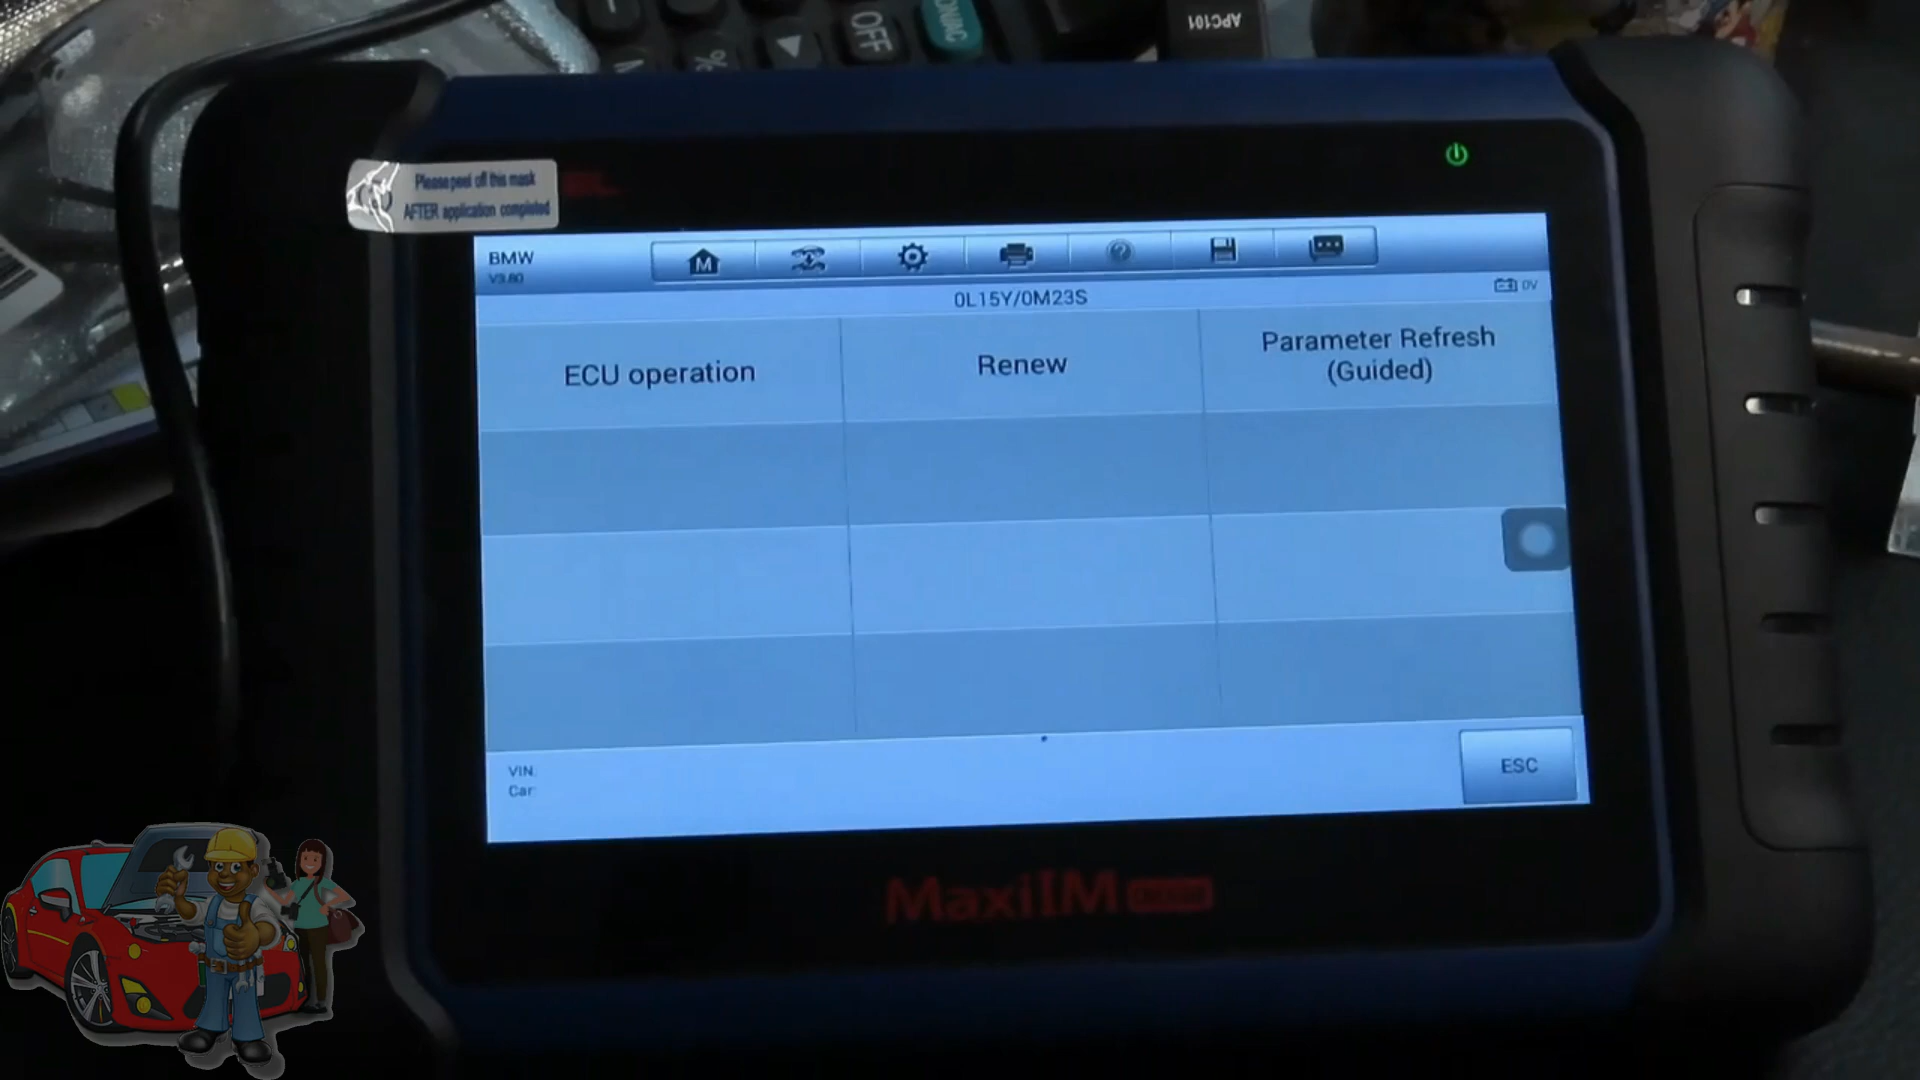 %
OFF
APC101
Please peel off this mask
AFTER application completed
BMW
V3.80
M
0L15Y/0M23S
0V
ECU operation
Renew
Parameter Refresh
(Guided)
VIN:
Car:
ESC
MaxiIM